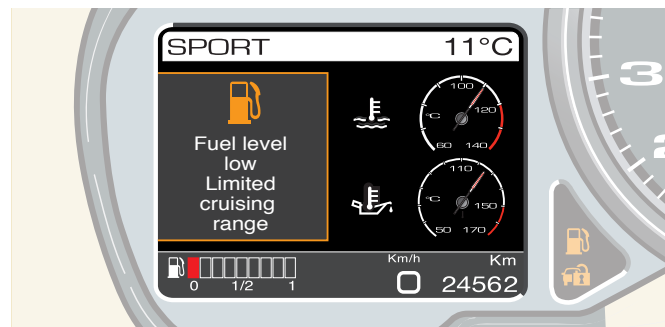 SPORT 11°C
Fuel level
low
Limited
cruising
range
100
°C 120
60 140
110
°C 150
50 170
0 1/2 1
Km/h
0
Km
24562
3
2